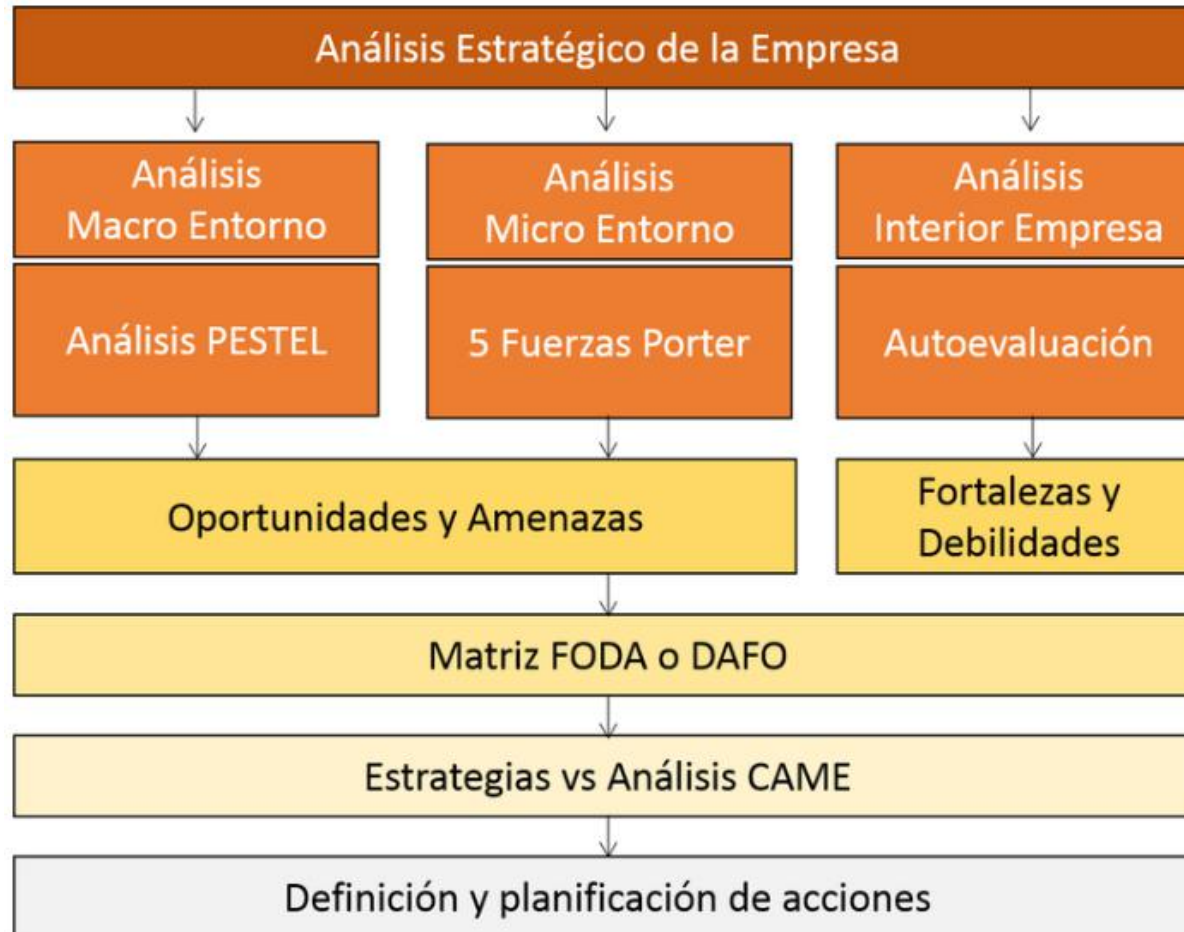 Análisis Estratégico de la Empresa
Análisis
Macro Entorno
Análisis
Micro Entorno
Análisis
Interior Empresa
Análisis PESTEL
5 Fuerzas Porter
Autoevaluación
Oportunidades y Amenazas
Fortalezas y
Debilidades
Matriz FODA o DAFO
Estrategias vs Análisis CAME
Definición y planificación de acciones